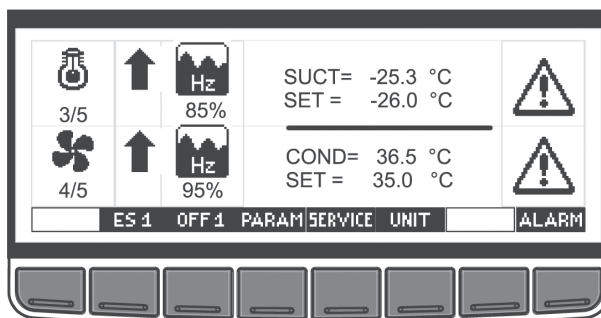 Hz
SUCT= -25.3 °C
3/5
85%
SET = -26.0 °C
Hz
COND= 36.5 °C
4/5
95%
SET = 35.0 °C
ES 1 OFF 1 PARAM SERVICE UNIT ALARM